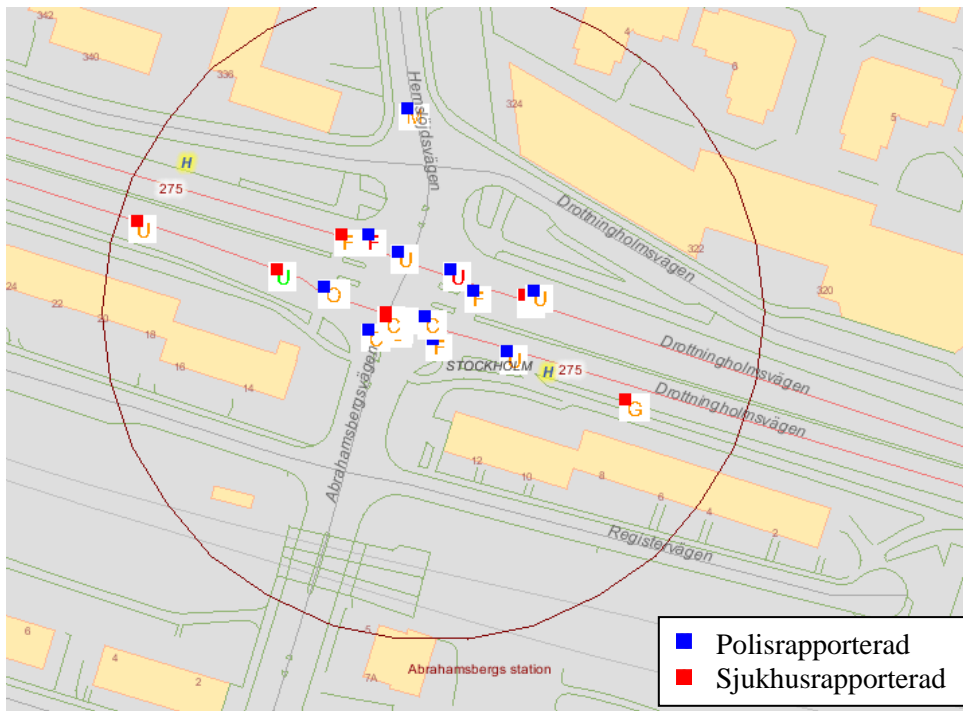 342
340
336
4
6
5
324
M
Hemslöjdsvägen
H
275
U
F
F
U
U
F
U
U
O
C
C
C
F
U
Drottningholmsvägen
322
320
24
22
20
18
16
14
STOCKHOLM
H
275
G
Drottningholmsvägen
Drottningholmsvägen
Abrahamsbergsvägen
12
10
8
6
4
2
Registervägen
6
4
2
5
7A
Abrahamsbergs station
Polisrapporterad
Sjukhusrapporterad